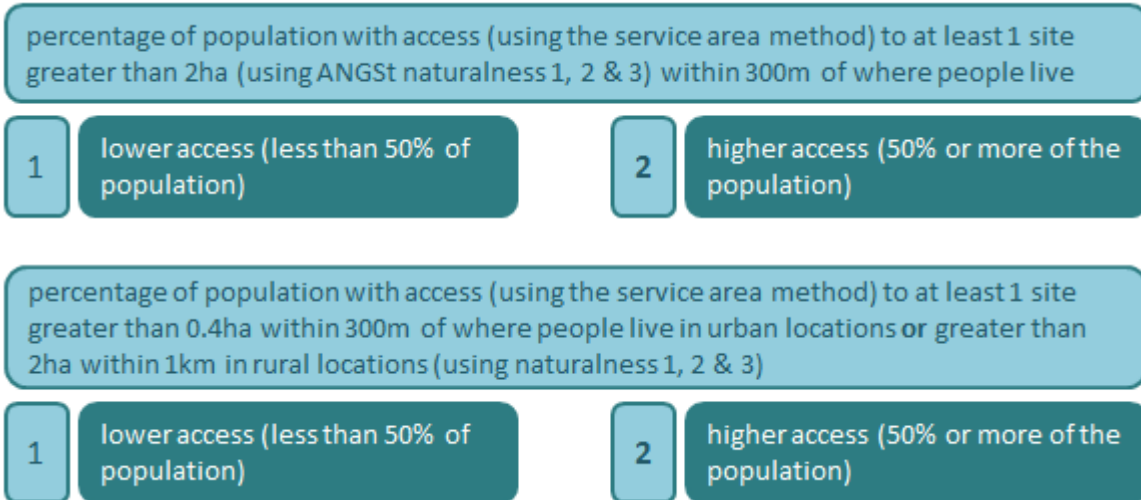 percentage of population with access (using the service area method) to at least 1 site
greater than 2ha (using ANGSt naturalness 1, 2 & 3) within 300m of where people live
1
lower access (less than 50% of
population)
2
higher access (50% or more of the
population)
percentage of population with access (using the service area method) to at least 1 site
greater than 0.4ha within 300m of where people live in urban locations or greater than
2ha within 1km in rural locations (using naturalness 1, 2 & 3)
1
lower access (less than 50% of
population)
2
higher access (50% or more of the
population)